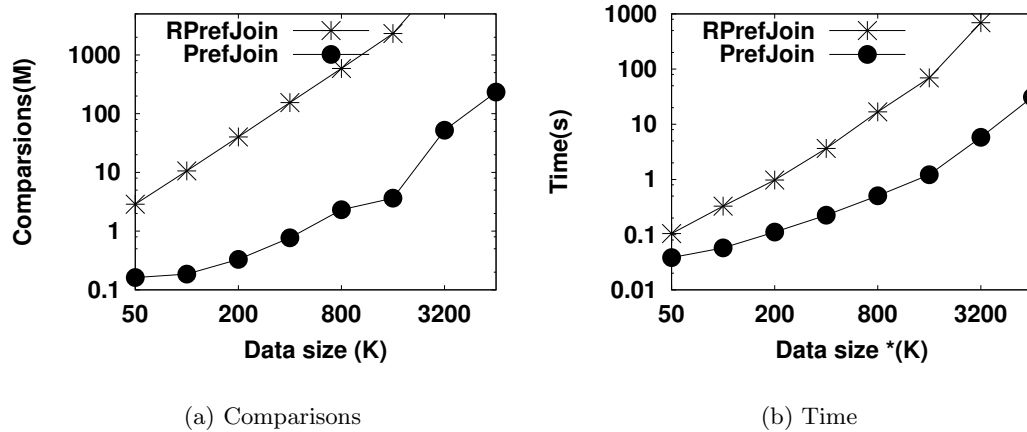 Comparsions(M)
1000
100
10
1
0.1
RPrefJoin
PrefJoin
50
200
800
3200
Data size (K)
(a) Comparisons
Time(s)
1000
100
10
1
0.1
0.01
RPrefJoin
PrefJoin
50
200
800
3200
Data size *(K)
(b) Time